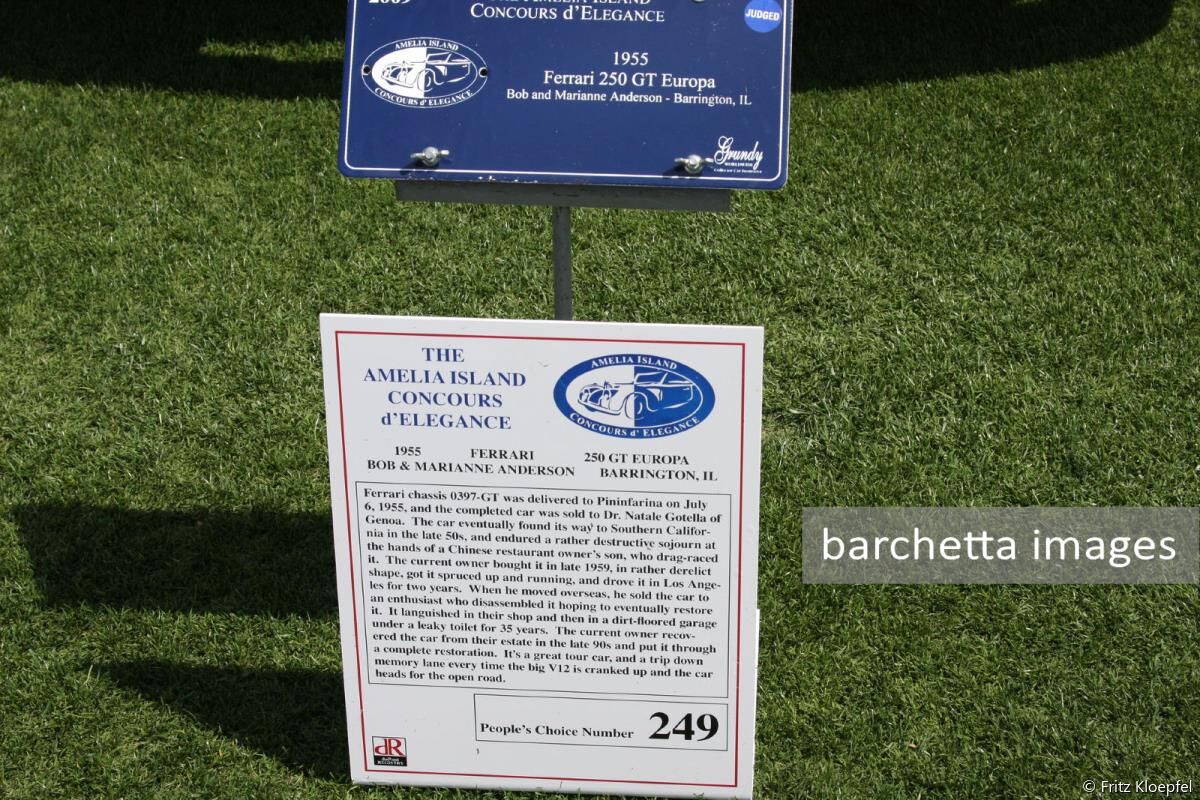 2009 THE AMELIA ISLAND
CONCOURS d'ELEGANCE
JUDGED
AMELIA ISLAND
CONCOURS d' ELEGANCE
1955
Ferrari 250 GT Europa
Bob and Marianne Anderson - Barrington, IL
Grundy
THE
AMELIA ISLAND
CONCOURS
d'ELEGANCE
AMELIA ISLAND
CONCOURS d' ELEGANCE
1955 FERRARI 250 GT EUROPA
BOB & MARIANNE ANDERSON BARRINGTON, IL
Ferrari chassis 0397-GT was delivered to Pininfarina on July
6, 1955, and the completed car was sold to Dr. Natale Gotella of
Genoa. The car eventually found its way to Southern Califor-
nia in the late 50s, and endured a rather destructive sojourn at
the hands of a Chinese restaurant owner's son, who drag-raced
it. The current owner bought it in late 1959, in rather derelict
shape, got it spruced up and running, and drove it in Los Ange-
les for two years. When he moved overseas, he sold the car to
an enthusiast who disassembled it hoping to eventually restore
it. It languished in their shop and then in a dirt-floored garage
under a leaky toilet for 35 years. The current owner recov-
ered the car from their estate in the late 90s and put it through
a complete restoration. It's a great tour car, and a trip down
memory lane every time the big V12 is cranked up and the car
heads for the open road.
People's Choice Number 249
dR
REGISTRY
barchetta images
© Fritz Kloepfel